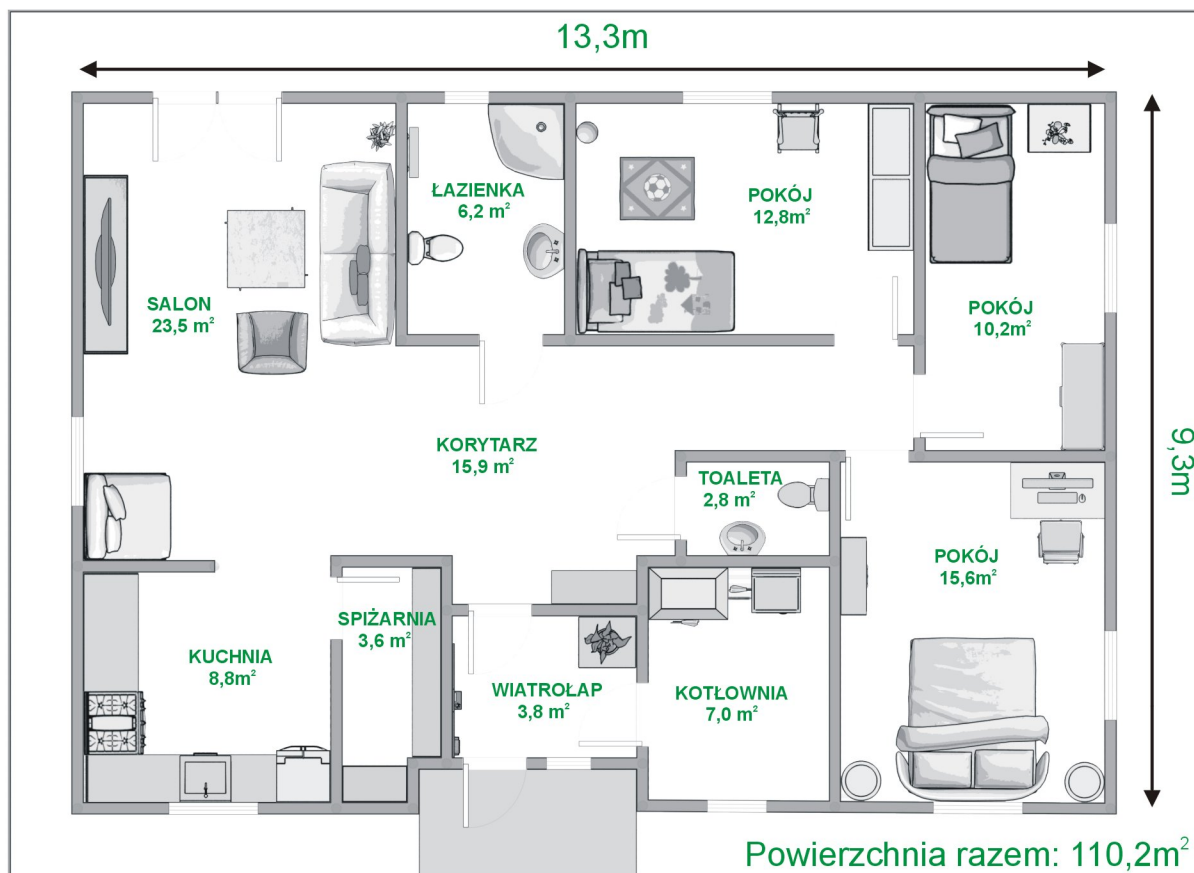 13,3m
ŁAZIENKA
6,2 m²
POKÓJ
12,8m²
SALON
23,5 m²
POKÓJ
10,2m²
KORYTARZ
15,9 m²
TOALETA
2,8 m²
9,3m
POKÓJ
15,6m²
SPIŻARNIA
3,6 m²
KUCHNIA
8,8m²
WIATROŁAP
3,8 m²
KOTŁOWNIA
7,0 m²
Powierzchnia razem: 110,2m²